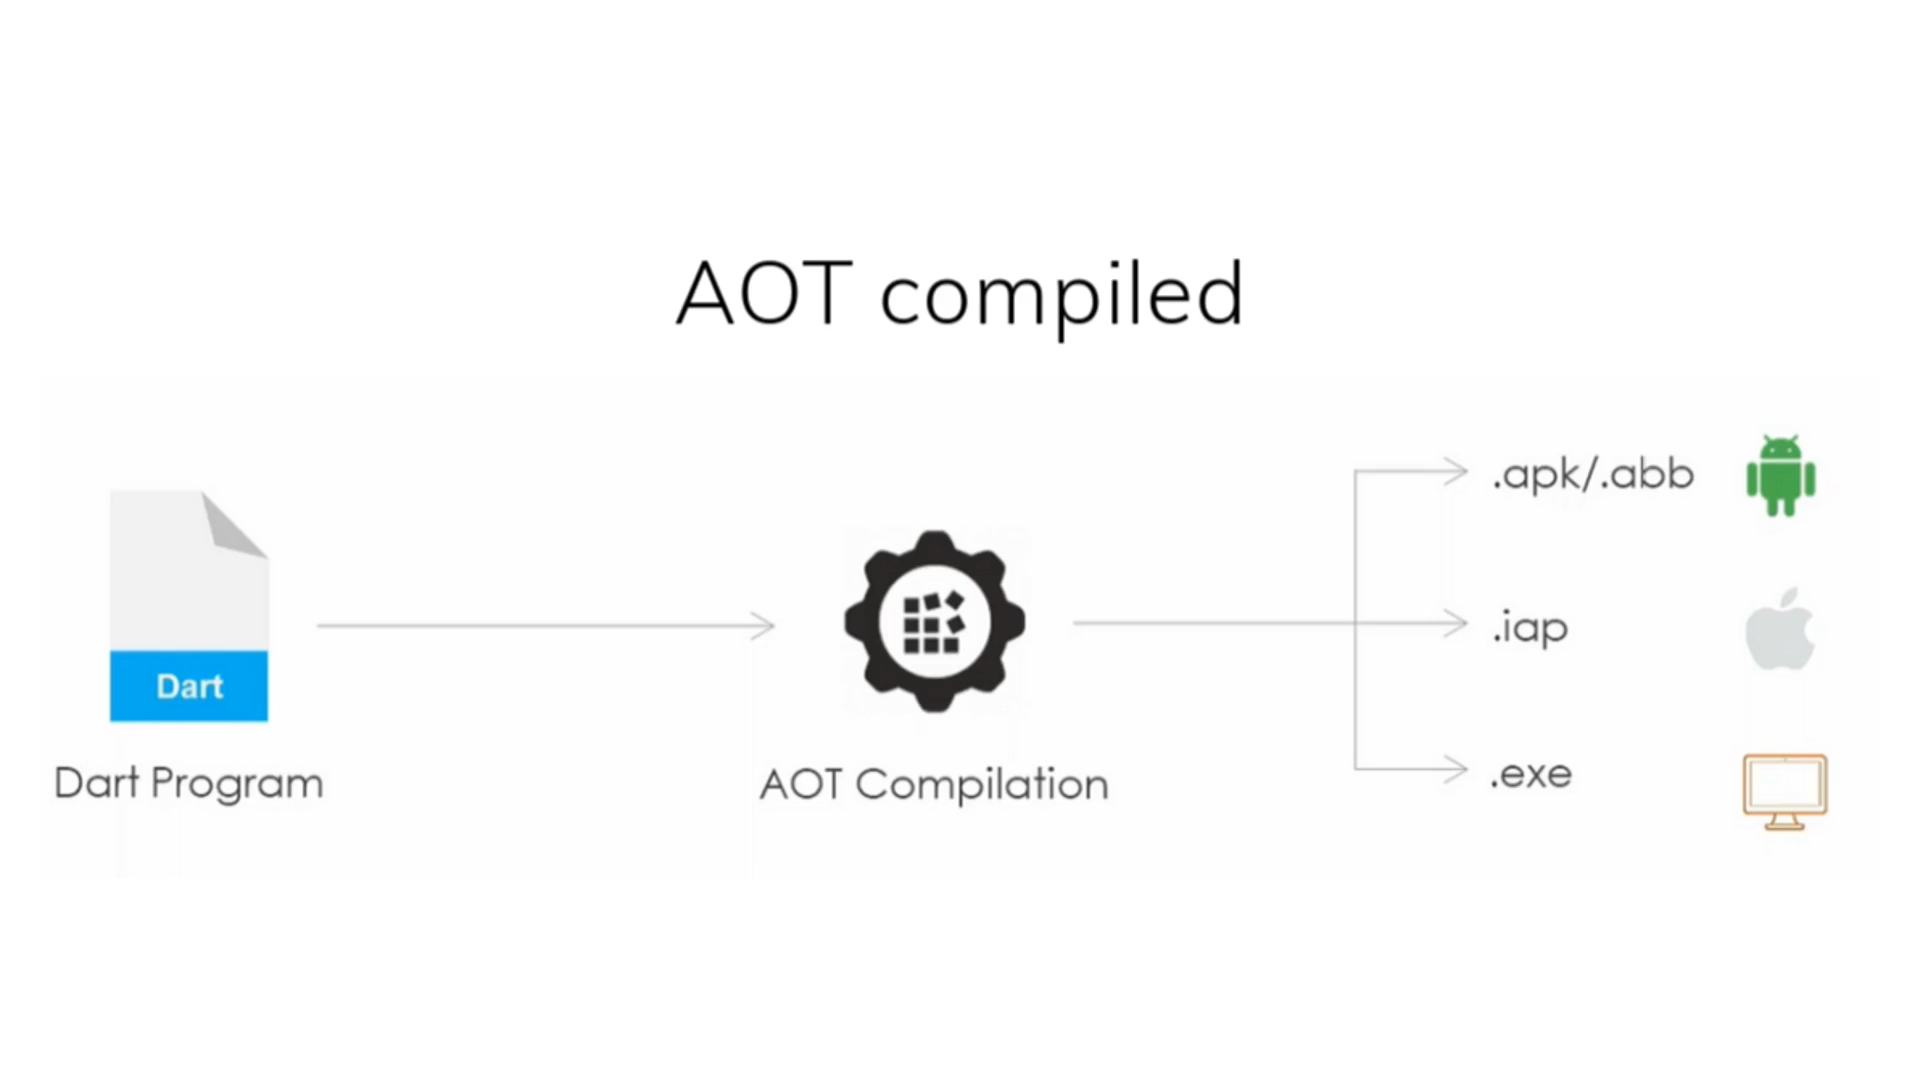 AOT compiled
Dart
Dart Program
AOT Compilation
.apk/.abb
.iap
.exe